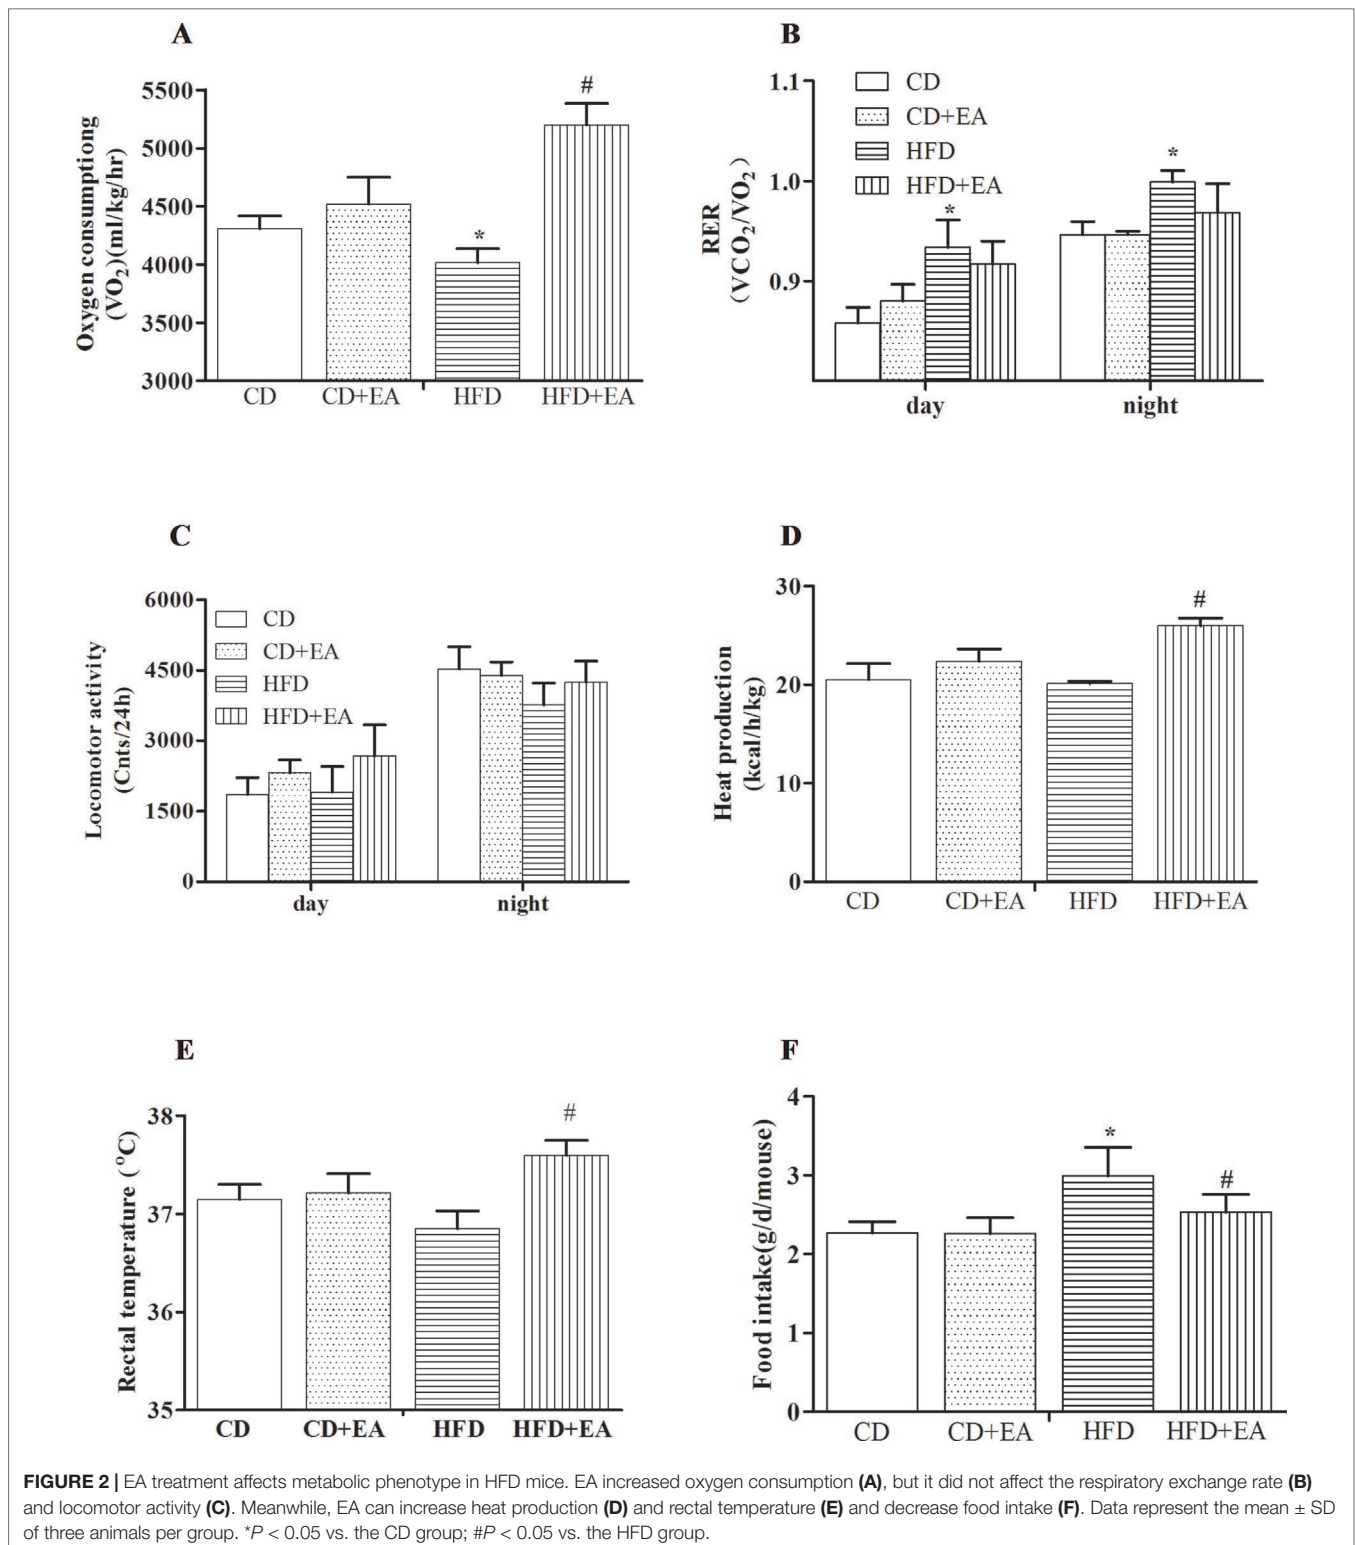 A
Oxygen consumptiong
(VO2)(ml/kg/hr)
5500
5000
4500
4000
3500
3000
*
#
CD CD+EA HFD HFD+EA
B
RER
(VCO2/VO2)
1.1
1.0
0.9
CD
CD+EA
HFD
HFD+EA
*
*
day night
C
Locomotor activity
(Cnts/24h)
6000
4500
3000
1500
0
CD
CD+EA
HFD
HFD+EA
day night
D
Heat production
(kcal/h/kg)
30
20
10
0
#
CD CD+EA HFD HFD+EA
E
Rectal temperature (°C)
38
37
36
35
#
CD CD+EA HFD HFD+EA
F
Food intake(g/d/mouse)
4
3
2
1
0
*
#
CD CD+EA HFD HFD+EA
FIGURE 2 | EA treatment affects metabolic phenotype in HFD mice. EA increased oxygen consumption (A), but it did not affect the respiratory exchange rate (B)
and locomotor activity (C). Meanwhile, EA can increase heat production (D) and rectal temperature (E) and decrease food intake (F). Data represent the mean ± SD
of three animals per group. *P < 0.05 vs. the CD group; #P < 0.05 vs. the HFD group.